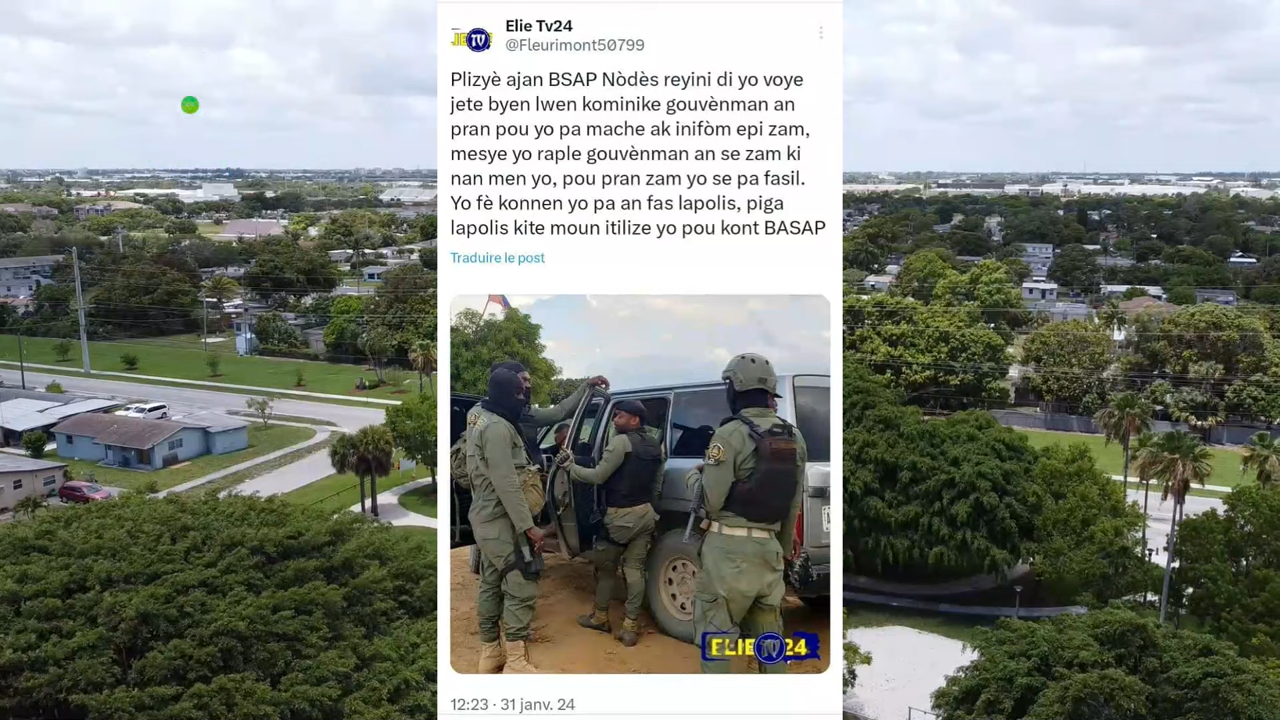 Elie Tv24
@Fleurimont50799
Plizyè ajan BSAP Nòdès reyini di yo voye
jete byen lwen kominike gouvènman an
pran pou yo pa mache ak inifòm epi zam,
mesye yo raple gouvènman an se zam ki
nan men yo, pou pran zam yo se pa fasil.
Yo fè konnen yo pa an fas lapolis, piga
lapolis kite moun itilize yo pou kont BASAP
Traduire le post
ELIE TV 24
12:23 · 31 janv. 24